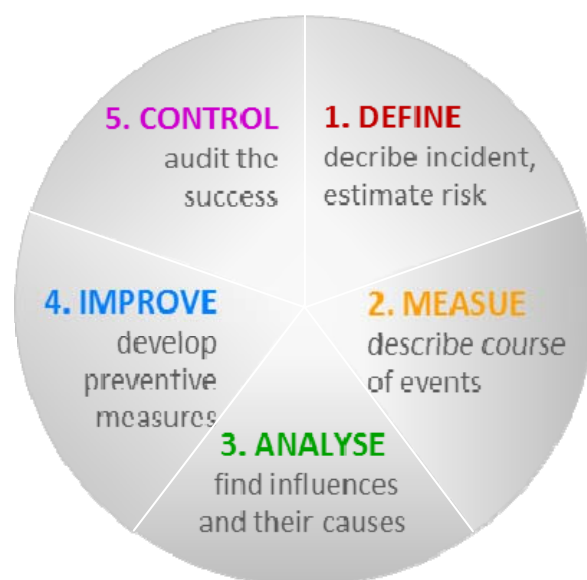 1. DEFINE
decribe incident,
estimate risk
2. MEASUE
describe course
of events
3. ANALYSE
find influences
and their causes
4. IMPROVE
develop
preventive
measures
5. CONTROL
audit the
success